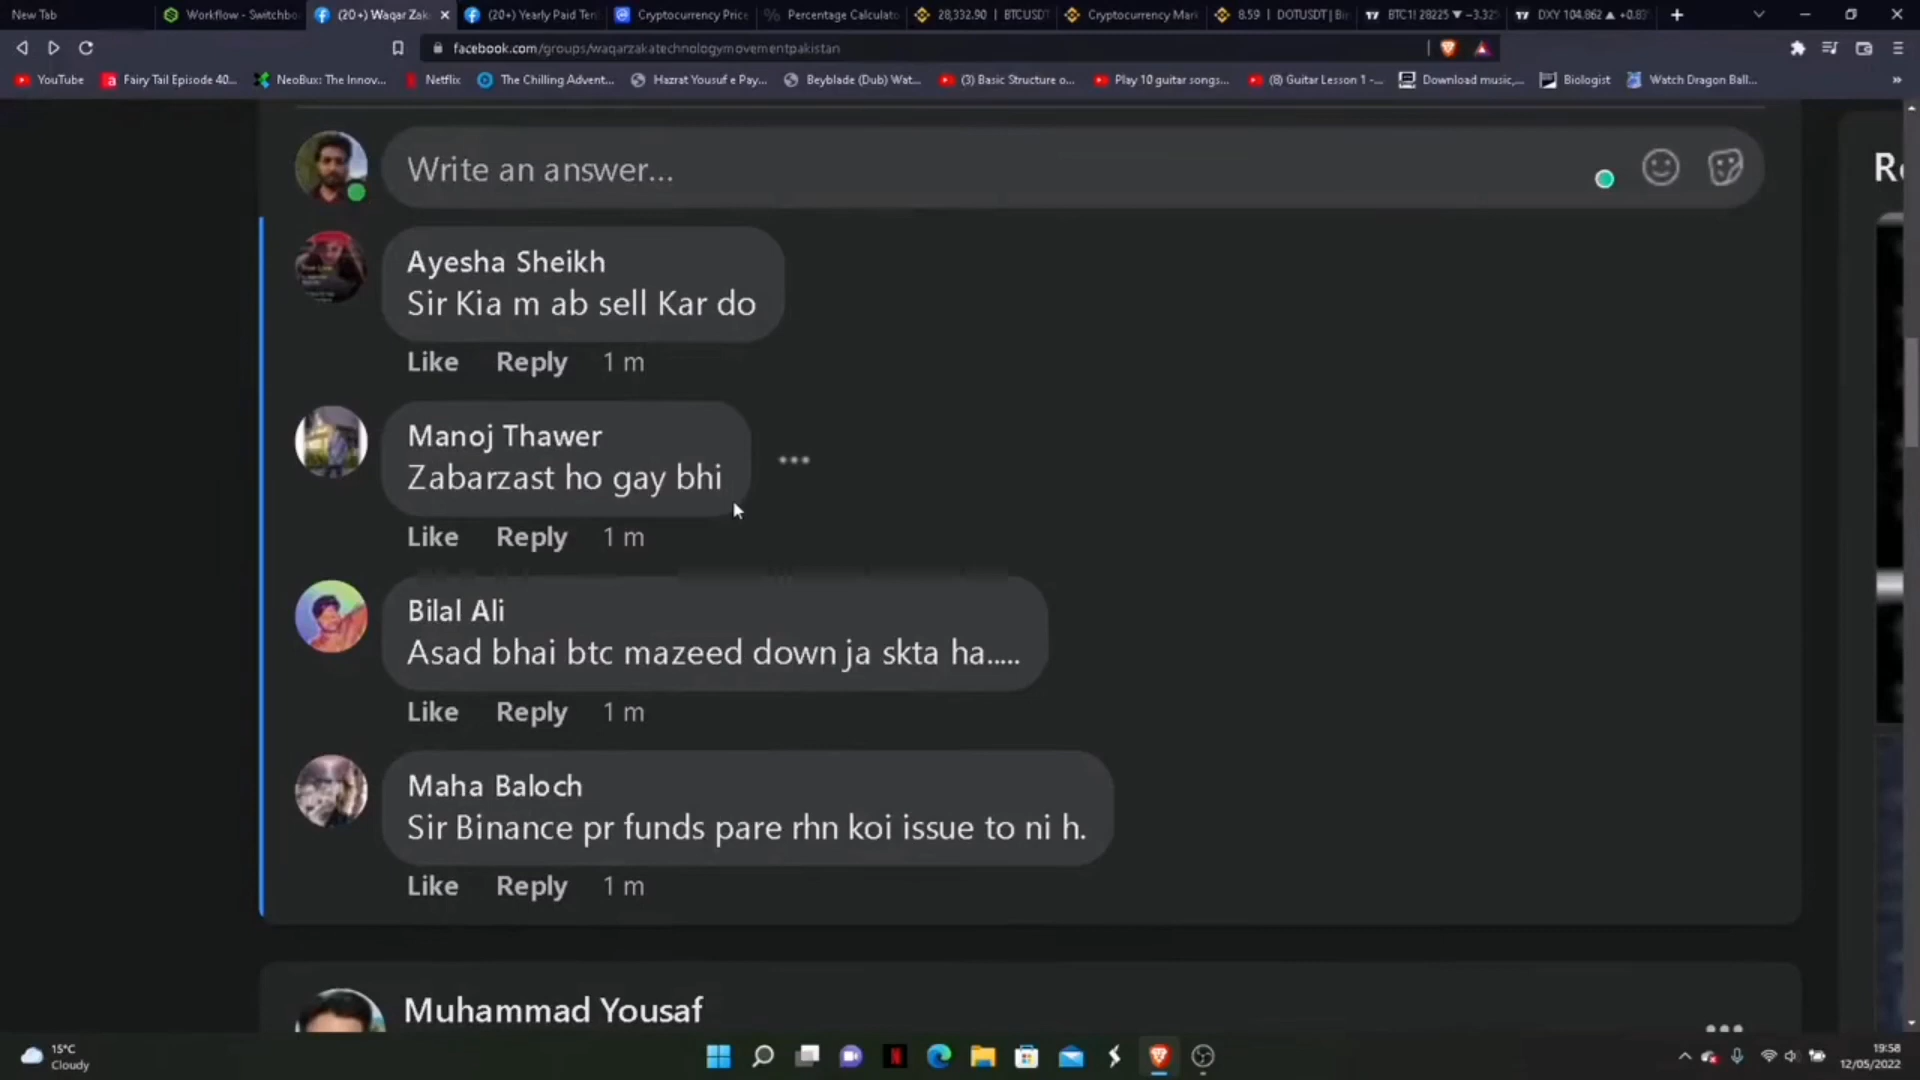 New Tab
Workflow - Switchbo
(20+) Waqar Zak
(20+) Yearly Paid Ter
Cryptocurrency Price
Percentage Calculato
28,332.90 | BTCUSDT
Cryptocurrency Mark
8.59 | DOTUSDT | Bi
BTC1! 28225 ▼ −3.32
DXY 104.862 ▲ +0.8
facebook.com/groups/waqarzakatechnologymovementpakistan
YouTube
Fairy Tail Episode 40...
NeoBux: The Innov...
Netflix
The Chilling Advent...
Hazrat Yousuf e Pay...
Beyblade (Dub) Wat...
(3) Basic Structure o...
Play 10 guitar songs...
(8) Guitar Lesson 1 -...
Download music,...
Biologist
Watch Dragon Ball...
Write an answer...
Ayesha Sheikh
Sir Kia m ab sell Kar do
Like Reply 1 m
Manoj Thawer
Zabarzast ho gay bhi
Like Reply 1 m
Bilal Ali
Asad bhai btc mazeed down ja skta ha.....
Like Reply 1 m
Maha Baloch
Sir Binance pr funds pare rhn koi issue to ni h.
Like Reply 1 m
Muhammad Yousaf
15°C
Cloudy
19:58
12/05/2022